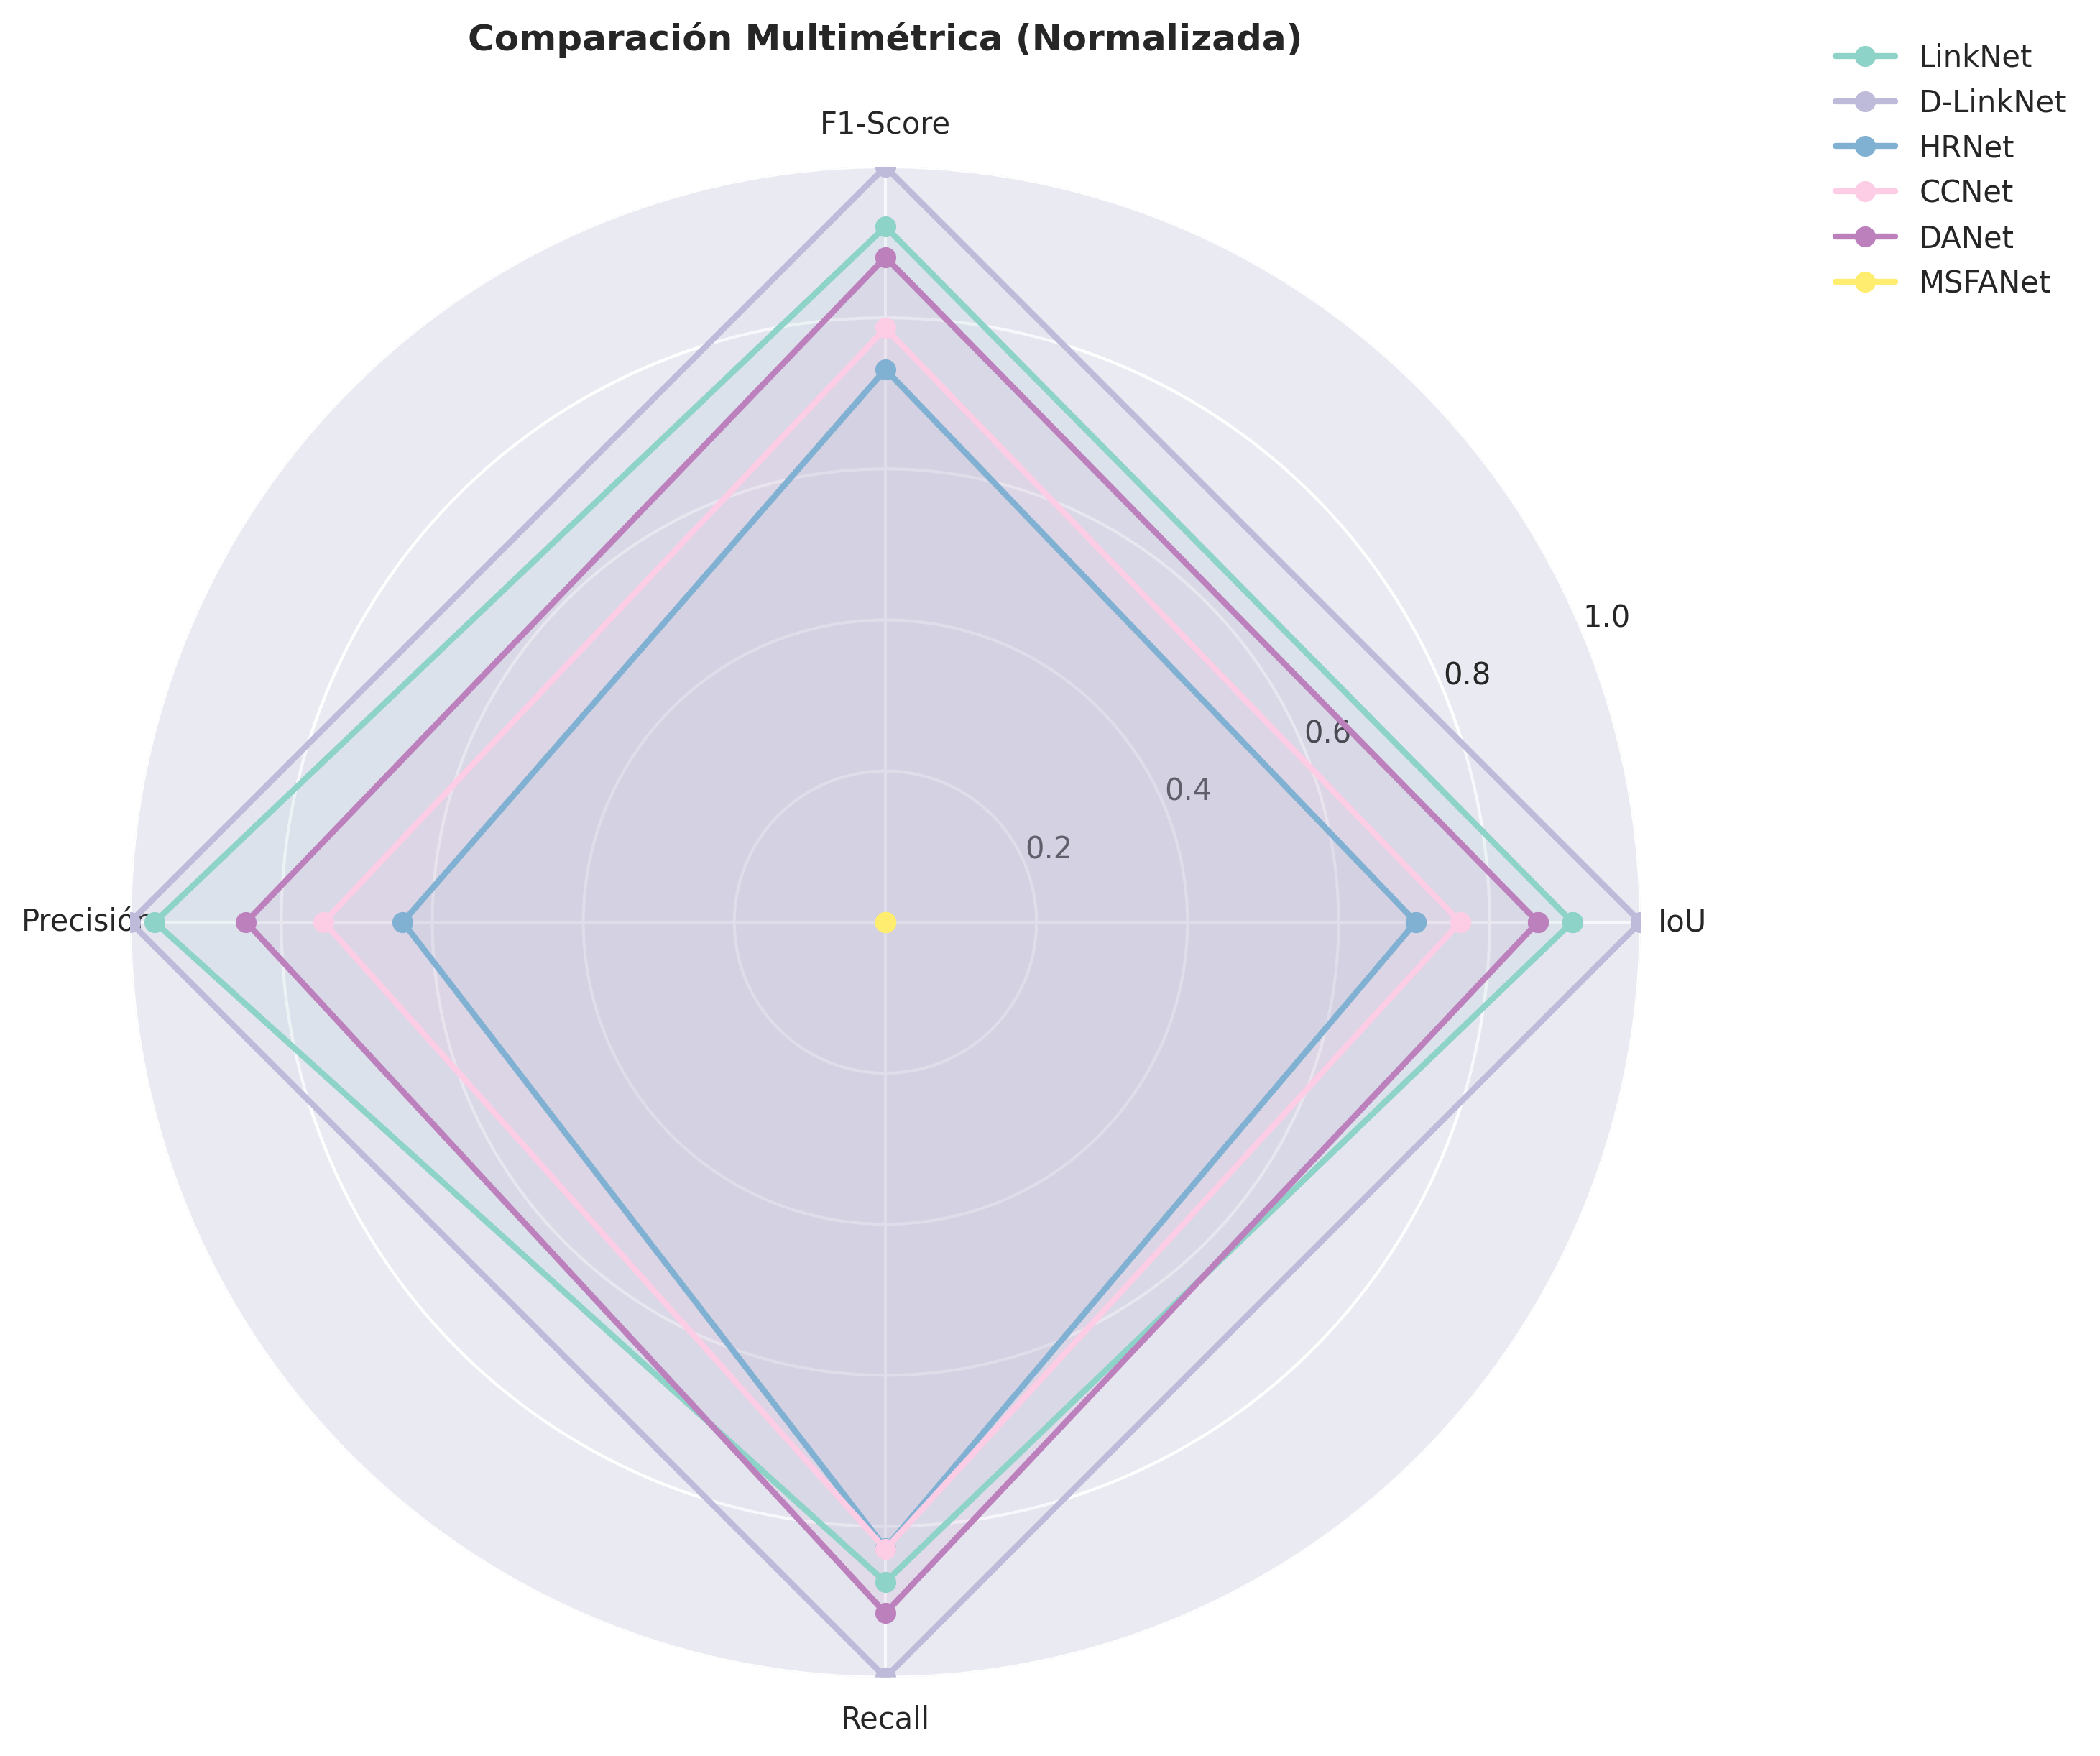 Comparación Multimétrica (Normalizada)
LinkNet
D-LinkNet
HRNet
CCNet
DANet
MSFANet
F1-Score
1.0
0.8
0.6
0.4
0.2
Precisión
IoU
Recall